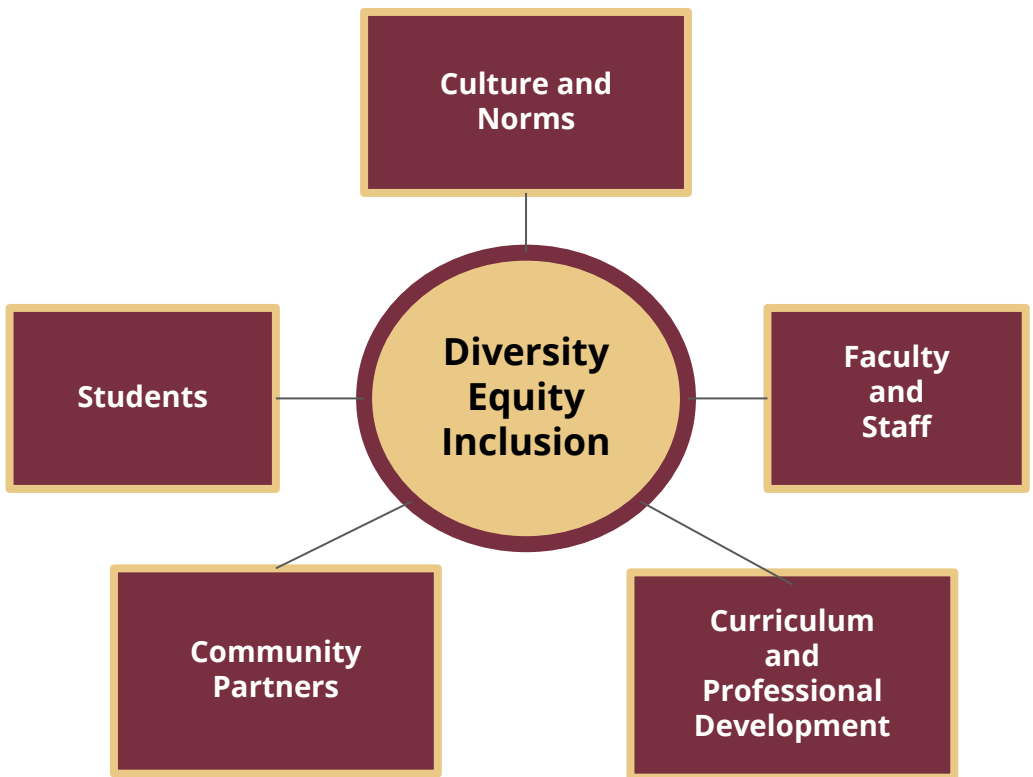 Culture and
Norms
Diversity
Equity
Inclusion
Students
Faculty
and
Staff
Community
Partners
Curriculum
and
Professional
Development